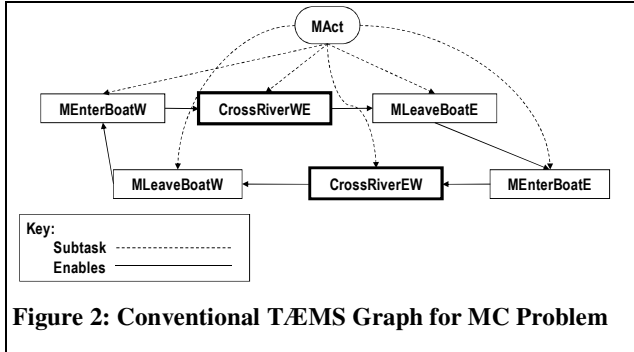 MAct
MEnterBoatW
CrossRiverWE
MLeaveBoatE
MLeaveBoatW
CrossRiverEW
MEnterBoatE
Key:
Subtask
Enables
Figure 2: Conventional TÆMS Graph for MC Problem